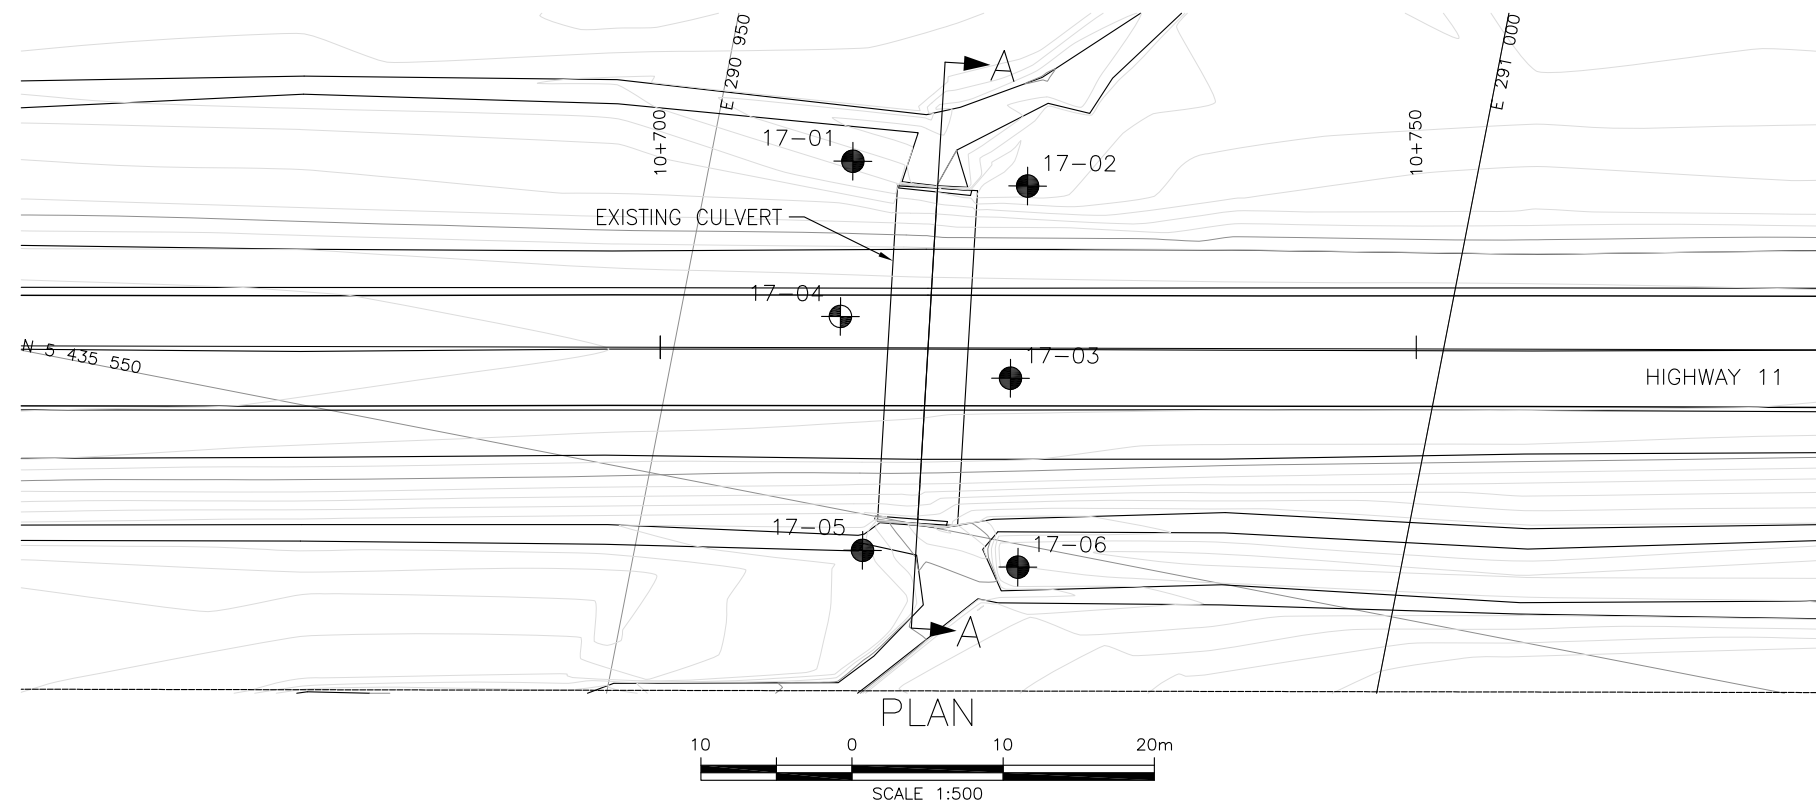 E 290 950
E 291 000
A
10+700
10+750
17-01
17-02
EXISTING CULVERT
17-04
N 5 435 550
17-03
HIGHWAY 11
17-05
17-06
A
PLAN
10 0 10 20m
SCALE 1:500